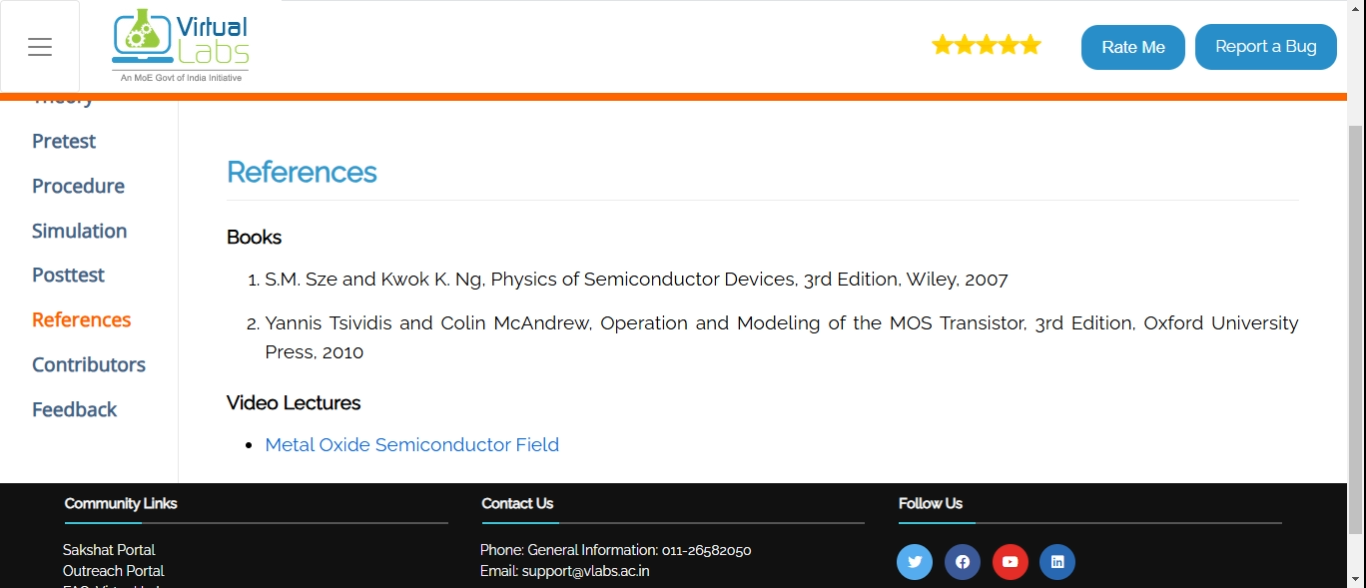 Virtual
Labs
An MoE Govt of India Initiative
Rate Me
Report a Bug
Theory
Pretest
Procedure
Simulation
Posttest
References
Contributors
Feedback
References
Books
1. S.M. Sze and Kwok K. Ng, Physics of Semiconductor Devices, 3rd Edition, Wiley, 2007
2. Yannis Tsividis and Colin McAndrew, Operation and Modeling of the MOS Transistor, 3rd Edition, Oxford University
Press, 2010
Video Lectures
• Metal Oxide Semiconductor Field
Community Links
Sakshat Portal
Outreach Portal
Contact Us
Phone: General Information: 011-26582050
Email: support@vlabs.ac.in
Follow Us